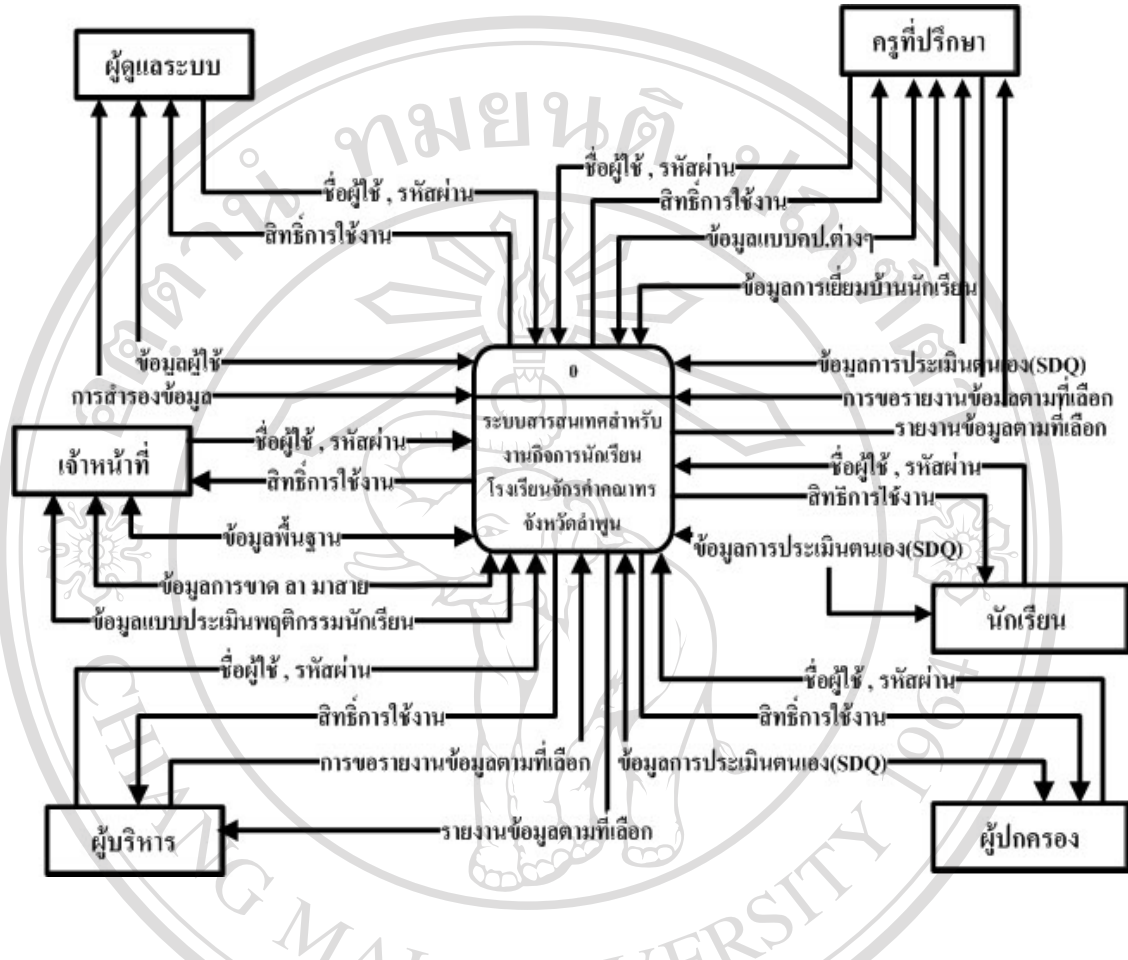 ผู้ดูแลระบบ
ครูที่ปรึกษา
ชื่อผู้ใช้ , รหัสผ่าน
สิทธิ์การใช้งาน
ชื่อผู้ใช้ , รหัสผ่าน
สิทธิ์การใช้งาน
ข้อมูลแบบคป.ต่างๆ
ข้อมูลการเยี่ยมบ้านนักเรียน
ข้อมูลผู้ใช้
การสำรองข้อมูล
ข้อมูลการประเมินตนเอง(SDQ)
การขอรายงานข้อมูลตามที่เลือก
รายงานข้อมูลตามที่เลือก
0
ระบบสารสนเทศสำหรับ
งานกิจการนักเรียน
โรงเรียนจักรคำคณาทร
จังหวัดลำพูน
เจ้าหน้าที่
ชื่อผู้ใช้ , รหัสผ่าน
สิทธิ์การใช้งาน
ข้อมูลพื้นฐาน
ข้อมูลการขาด ลา มาสาย
ข้อมูลแบบประเมินพฤติกรรมนักเรียน
ชื่อผู้ใช้ , รหัสผ่าน
สิทธิการใช้งาน
ข้อมูลการประเมินตนเอง(SDQ)
นักเรียน
ชื่อผู้ใช้ , รหัสผ่าน
สิทธิ์การใช้งาน
การขอรายงานข้อมูลตามที่เลือก
รายงานข้อมูลตามที่เลือก
ผู้บริหาร
ชื่อผู้ใช้ , รหัสผ่าน
สิทธิ์การใช้งาน
ข้อมูลการประเมินตนเอง(SDQ)
ผู้ปกครอง
CHIANG MAI UNIVERSITY 1964